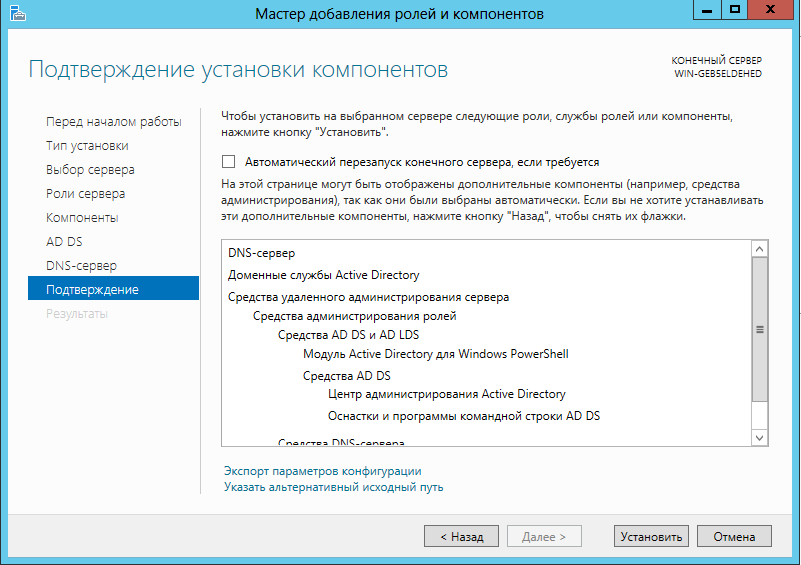 Мастер добавления ролей и компонентов
Подтверждение установки компонентов
КОНЕЧНЫЙ СЕРВЕР
WIN-GEB5ELDEHED
Перед началом работы
Тип установки
Выбор сервера
Роли сервера
Компоненты
AD DS
DNS-сервер
Подтверждение
Результаты
Чтобы установить на выбранном сервере следующие роли, службы ролей или компоненты,
нажмите кнопку "Установить".
Автоматический перезапуск конечного сервера, если требуется
На этой странице могут быть отображены дополнительные компоненты (например, средства
администрирования), так как они были выбраны автоматически. Если вы не хотите устанавливать
эти дополнительные компоненты, нажмите кнопку "Назад", чтобы снять их флажки.
DNS-сервер
Доменные службы Active Directory
Средства удаленного администрирования сервера
Средства администрирования ролей
Средства AD DS и AD LDS
Модуль Active Directory для Windows PowerShell
Средства AD DS
Центр администрирования Active Directory
Оснастки и программы командной строки AD DS
Средства DNS-сервера
Экспорт параметров конфигурации
Указать альтернативный исходный путь
< Назад
Далее >
Установить
Отмена